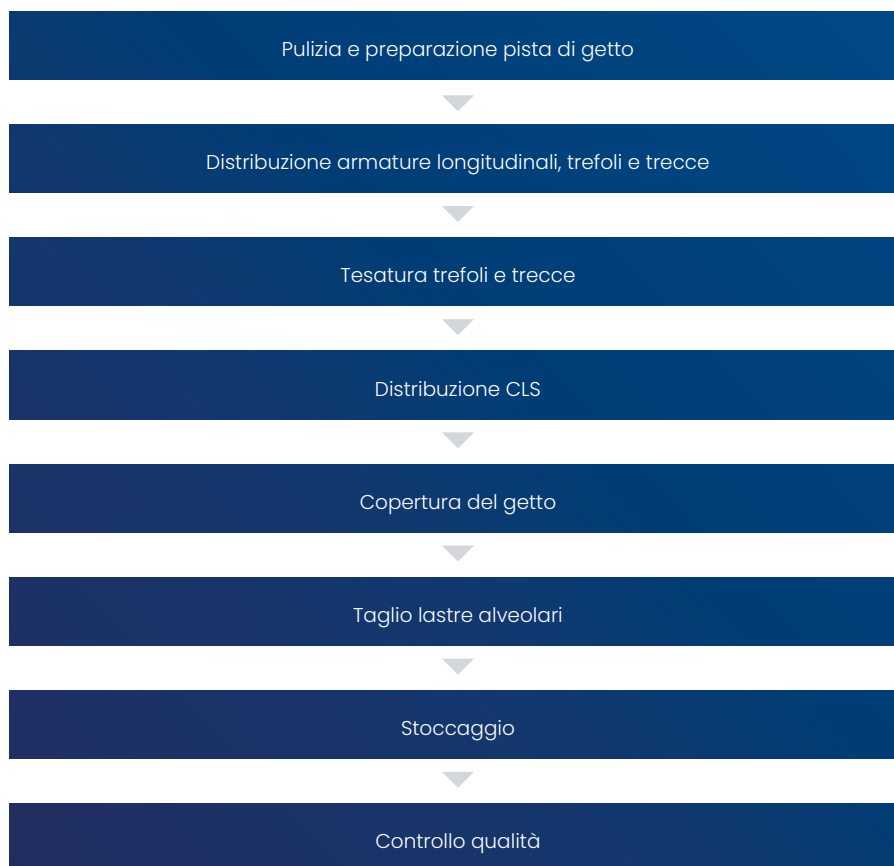 Pulizia e preparazione pista di getto
Distribuzione armature longitudinali, trefoli e trecce
Tesatura trefoli e trecce
Distribuzione CLS
Copertura del getto
Taglio lastre alveolari
Stoccaggio
Controllo qualità